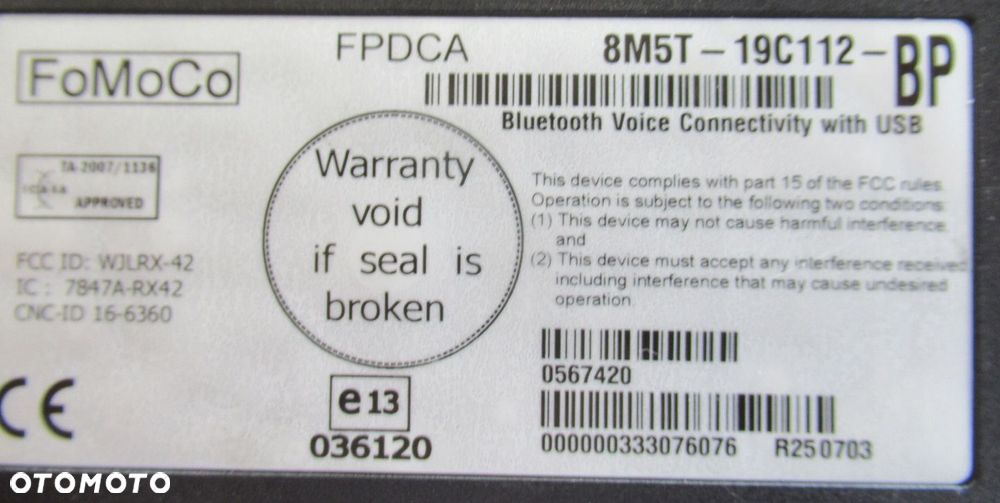 FoMoCo
FPDCA
8M5T-19C112-BP
Bluetooth Voice Connectivity with USB
TA-2007/1136
ICASA
APPROVED
Warranty
void
if seal is
broken
This device complies with part 15 of the FCC rules.
Operation is subject to the following two conditions:
(1) This device may not cause harmful interference,
and
(2) This device must accept any interference received
including interference that may cause undesired
operation.
FCC ID: WJLRX-42
IC : 7847A-RX42
CNC-ID 16-6360
CE
e13
036120
0567420
000000333076076
R250703
OTOMOTO